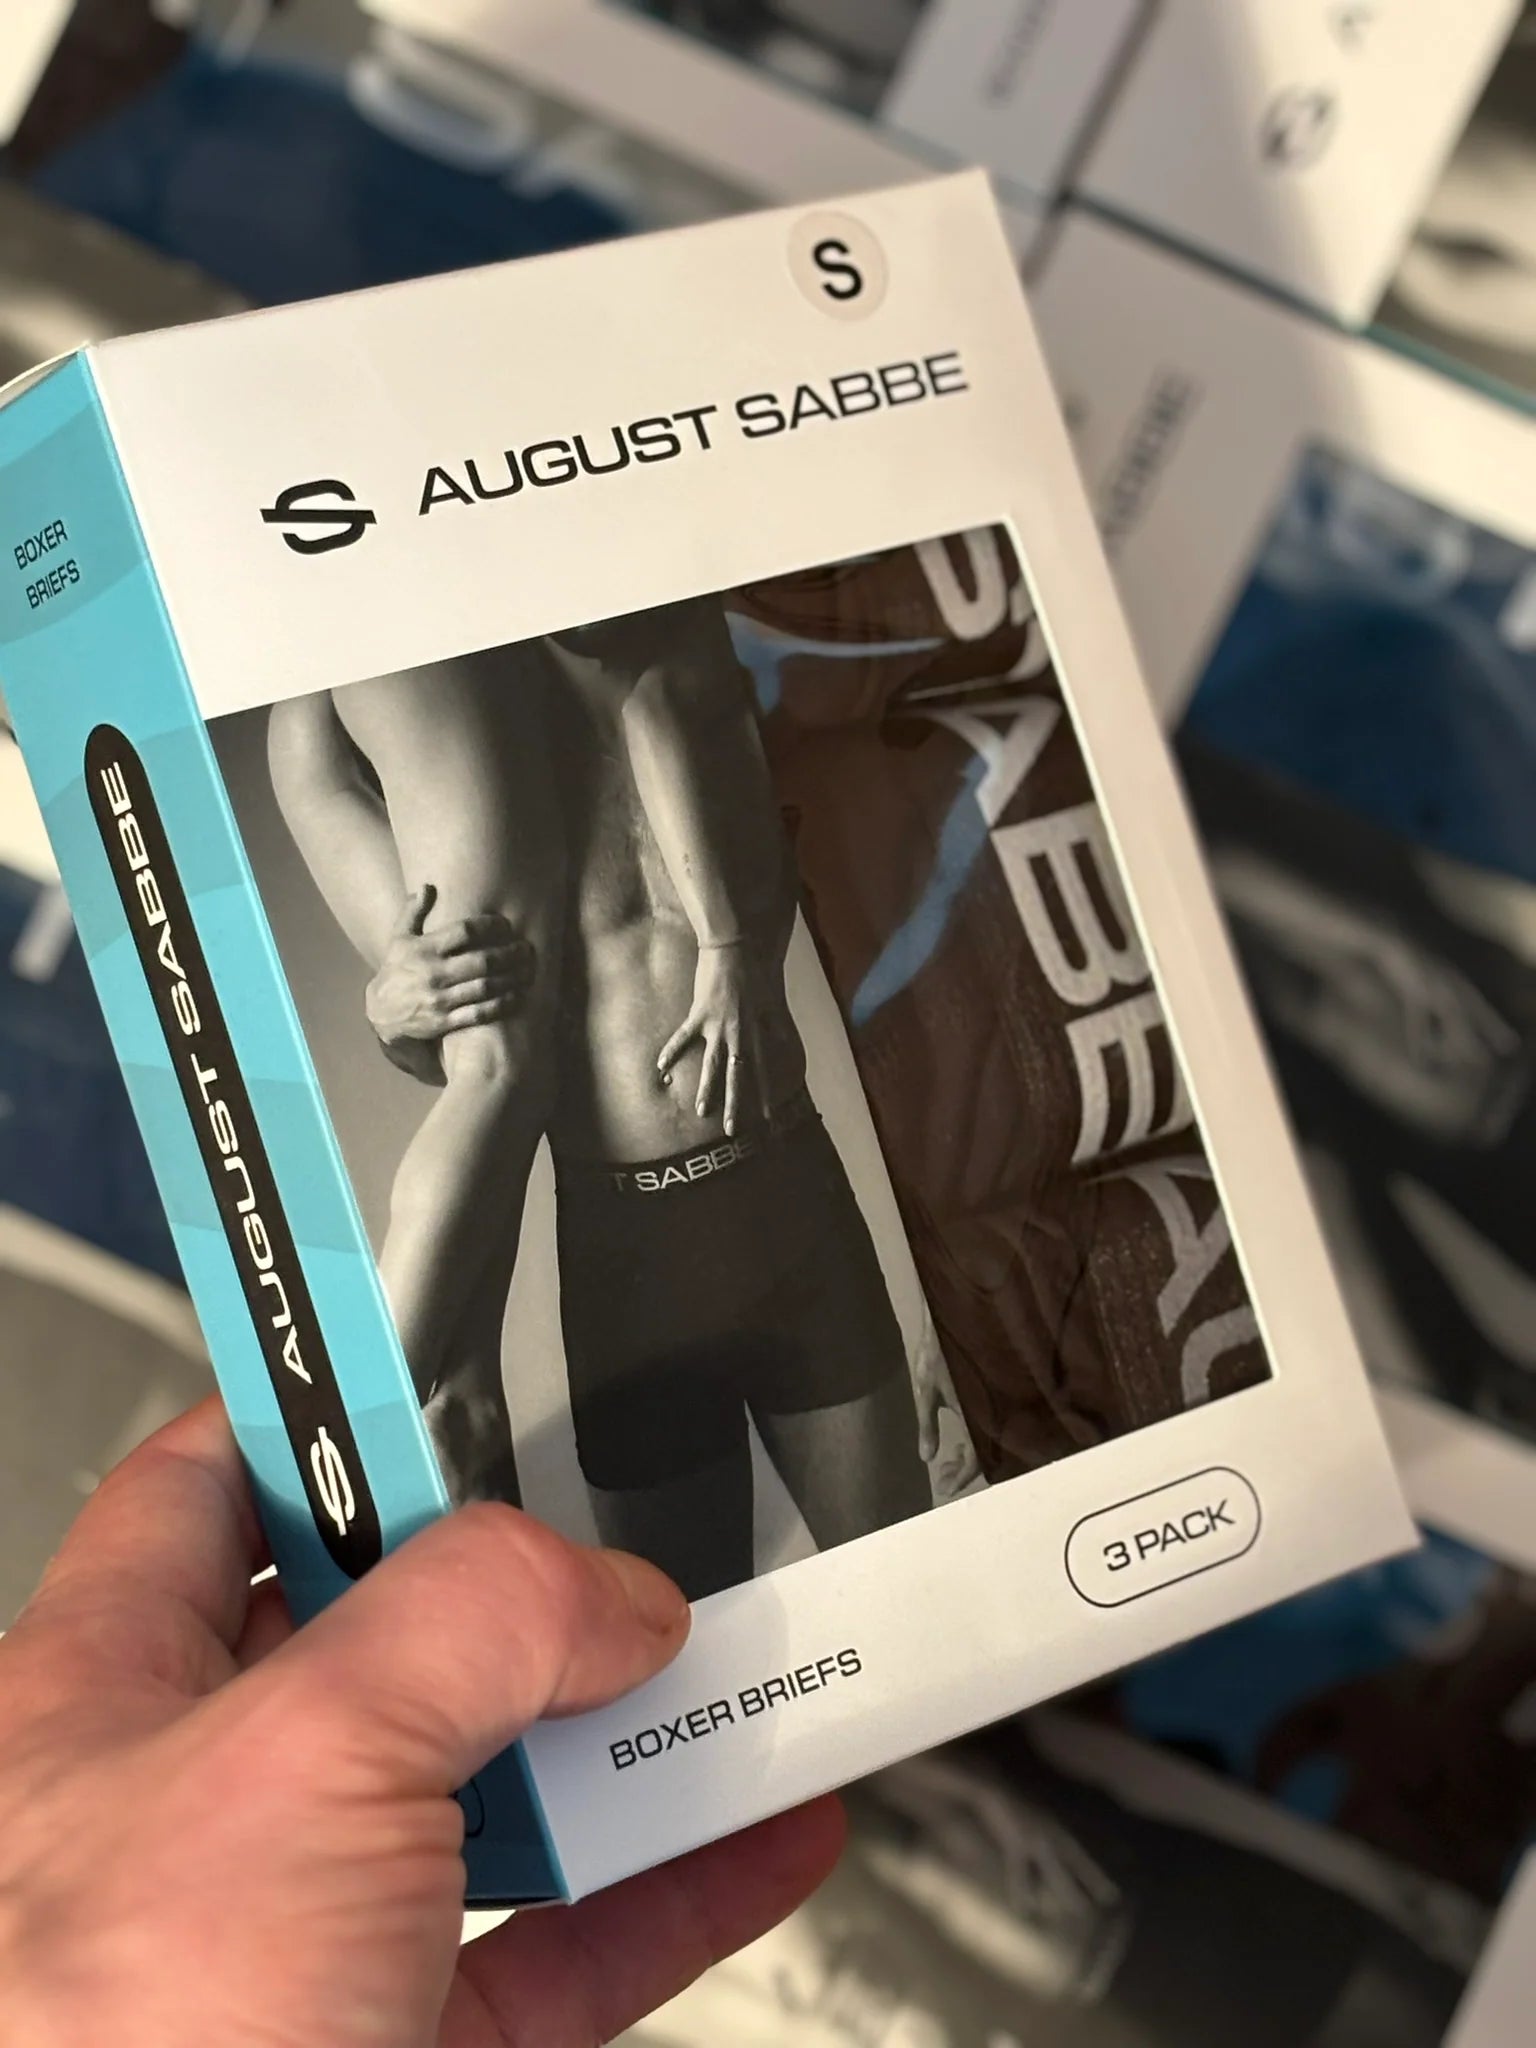 S
AUGUST SABBE
BOXER
BRIEFS
AUGUST SABBE
SABBE
T SABBE
3 PACK
BOXER BRIEFS